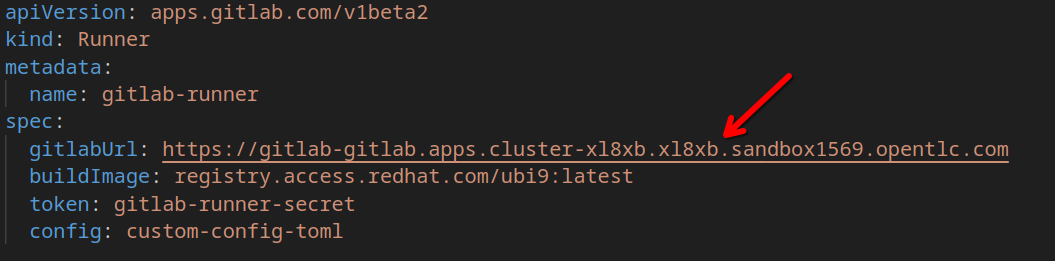 apiVersion: apps.gitlab.com/v1beta2
kind: Runner
metadata:
  name: gitlab-runner
spec:
  gitlabUrl: https://gitlab-gitlab.apps.cluster-xl8xb.xl8xb.sandbox1569.opentlc.com
  buildImage: registry.access.redhat.com/ubi9:latest
  token: gitlab-runner-secret
  config: custom-config-toml